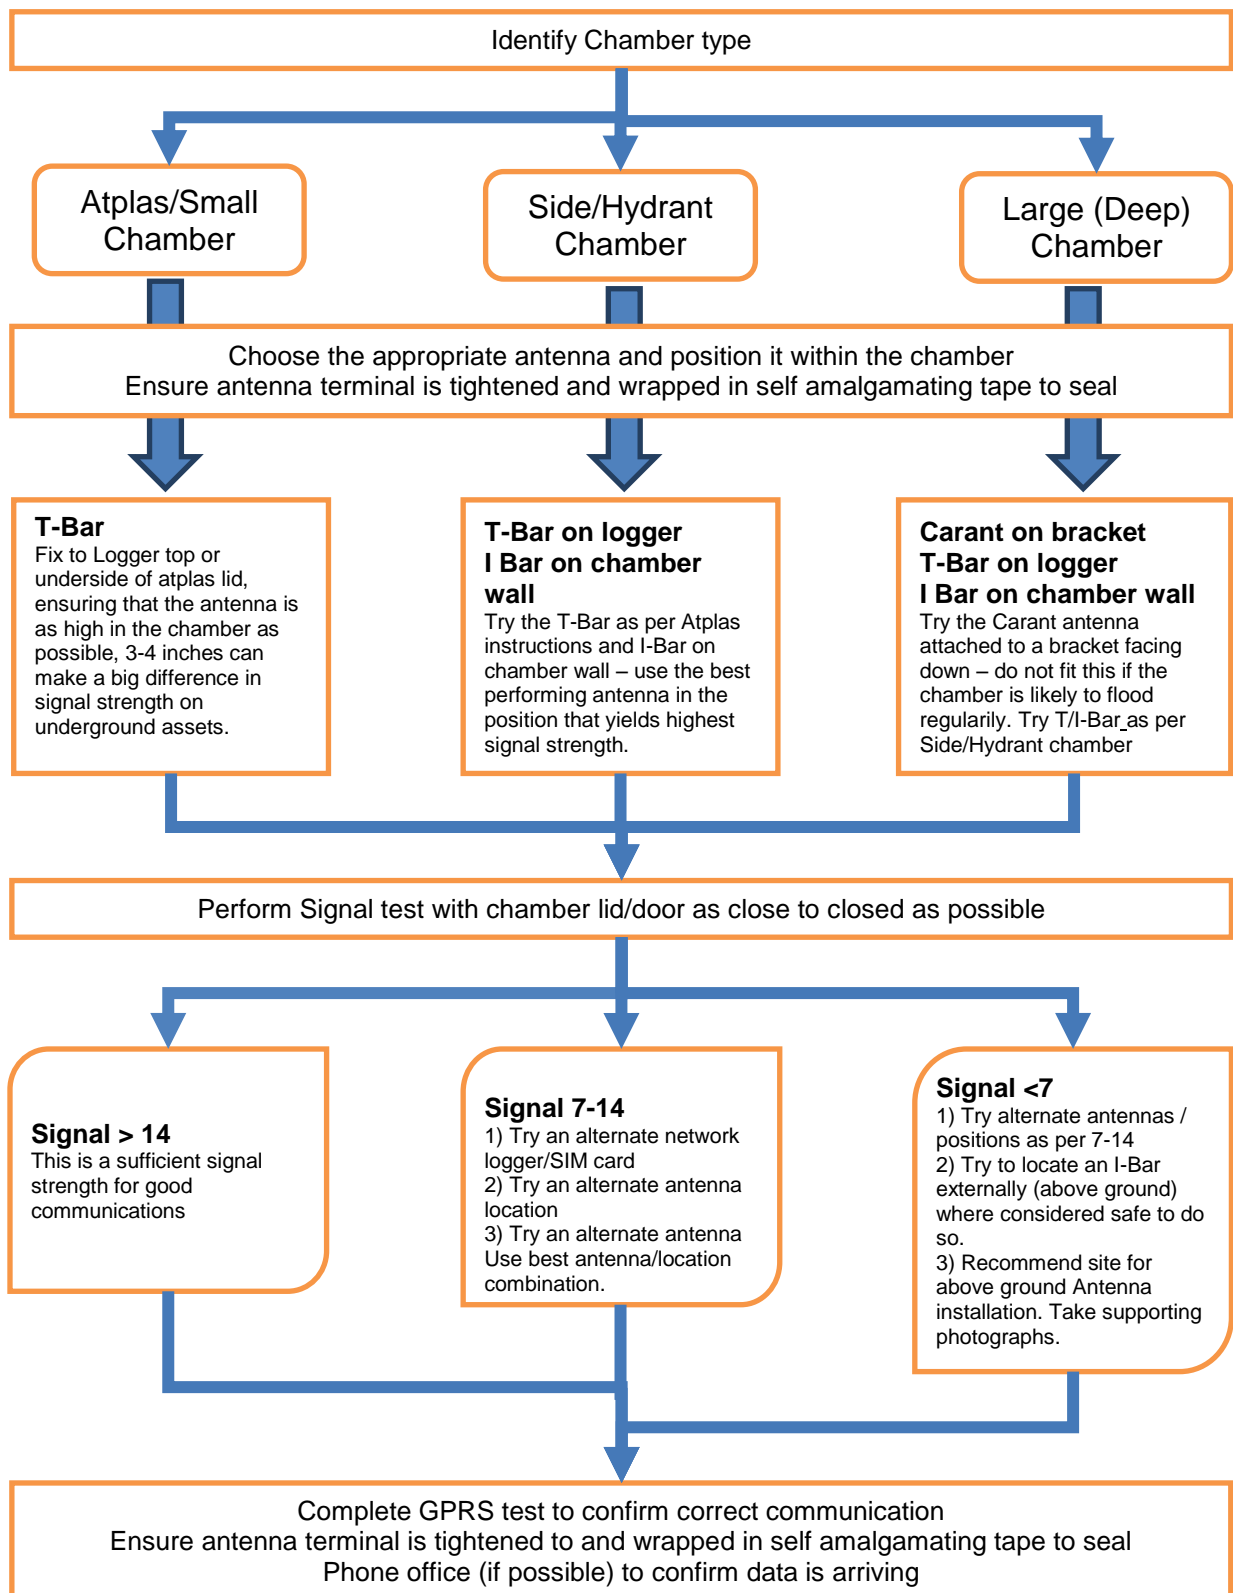 Identify Chamber type
Atplas/Small
Chamber
Side/Hydrant
Chamber
Large (Deep)
Chamber
Choose the appropriate antenna and position it within the chamber
Ensure antenna terminal is tightened and wrapped in self amalgamating tape to seal
T-Bar
Fix to Logger top or
underside of atplas lid,
ensuring that the antenna is
as high in the chamber as
possible, 3-4 inches can
make a big difference in
signal strength on
underground assets.
T-Bar on logger
I Bar on chamber
wall
Try the T-Bar as per Atplas
instructions and I-Bar on
chamber wall – use the best
performing antenna in the
position that yields highest
signal strength.
Carant on bracket
T-Bar on logger
I Bar on chamber wall
Try the Carant antenna
attached to a bracket facing
down – do not fit this if the
chamber is likely to flood
regularily. Try T/I-Bar as per
Side/Hydrant chamber
Perform Signal test with chamber lid/door as close to closed as possible
Signal > 14
This is a sufficient signal
strength for good
communications
Signal 7-14
1) Try an alternate network
logger/SIM card
2) Try an alternate antenna
location
3) Try an alternate antenna
Use best antenna/location
combination.
Signal <7
1) Try alternate antennas /
positions as per 7-14
2) Try to locate an I-Bar
externally (above ground)
where considered safe to do
so.
3) Recommend site for
above ground Antenna
installation. Take supporting
photographs.
Complete GPRS test to confirm correct communication
Ensure antenna terminal is tightened to and wrapped in self amalgamating tape to seal
Phone office (if possible) to confirm data is arriving